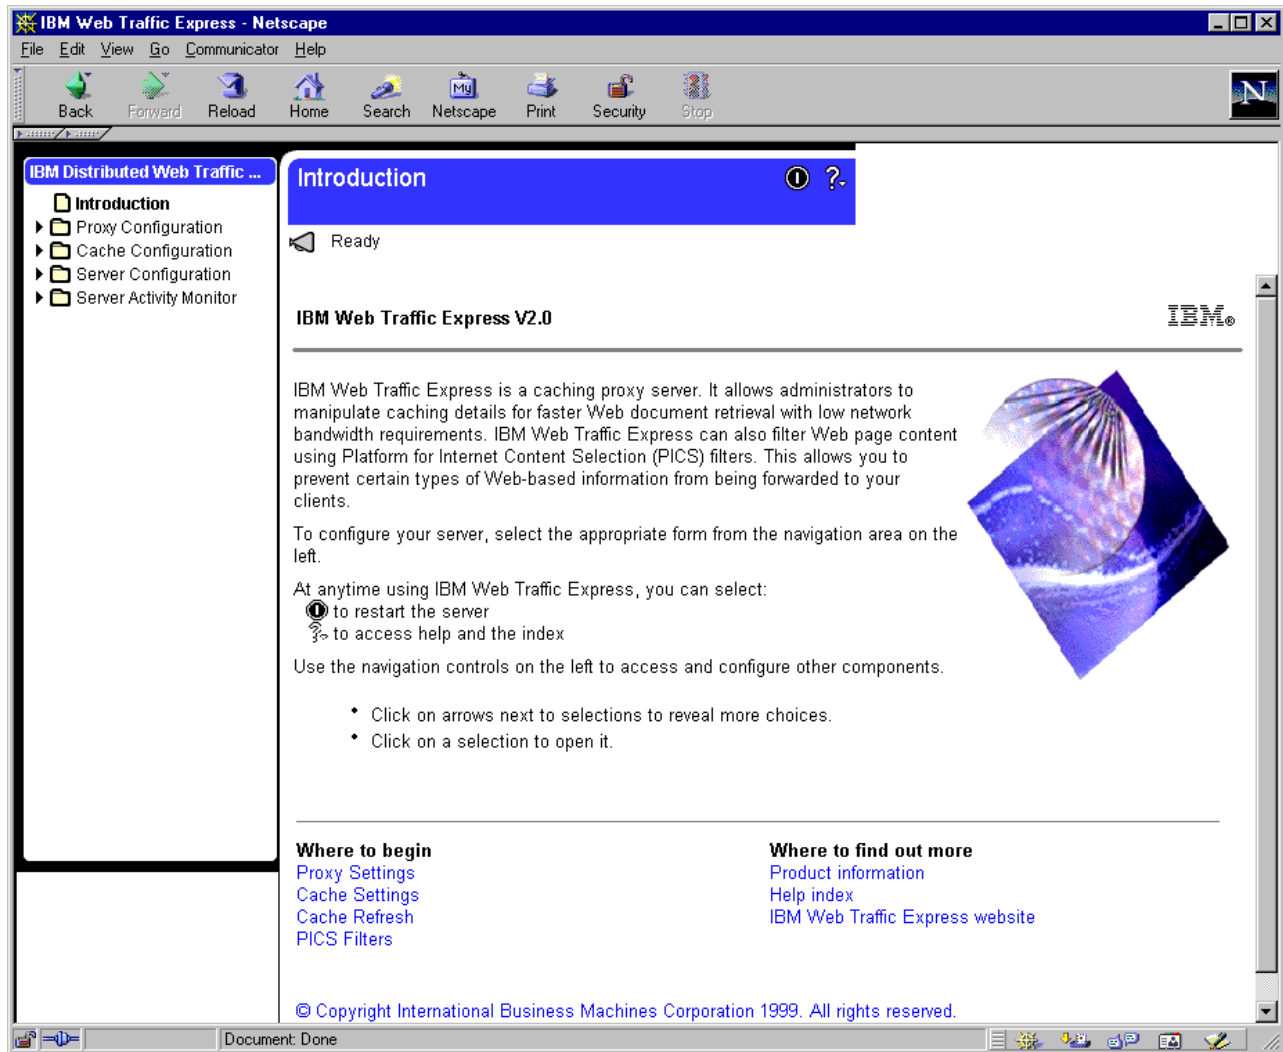 IBM Web Traffic Express - Netscape
File Edit View Go Communicator Help
Back Forward Reload Home Search Netscape Print Security Stop
My
N
IBM Distributed Web Traffic ...
Introduction
Proxy Configuration
Cache Configuration
Server Configuration
Server Activity Monitor
Introduction
Ready
IBM Web Traffic Express V2.0
IBM®
IBM Web Traffic Express is a caching proxy server. It allows administrators to
manipulate caching details for faster Web document retrieval with low network
bandwidth requirements. IBM Web Traffic Express can also filter Web page content
using Platform for Internet Content Selection (PICS) filters. This allows you to
prevent certain types of Web-based information from being forwarded to your
clients.
To configure your server, select the appropriate form from the navigation area on the
left.
At anytime using IBM Web Traffic Express, you can select:
to restart the server
to access help and the index
Use the navigation controls on the left to access and configure other components.
• Click on arrows next to selections to reveal more choices.
• Click on a selection to open it.
Where to begin
Proxy Settings
Cache Settings
Cache Refresh
PICS Filters
Where to find out more
Product information
Help index
IBM Web Traffic Express website
© Copyright International Business Machines Corporation 1999. All rights reserved.
Document: Done